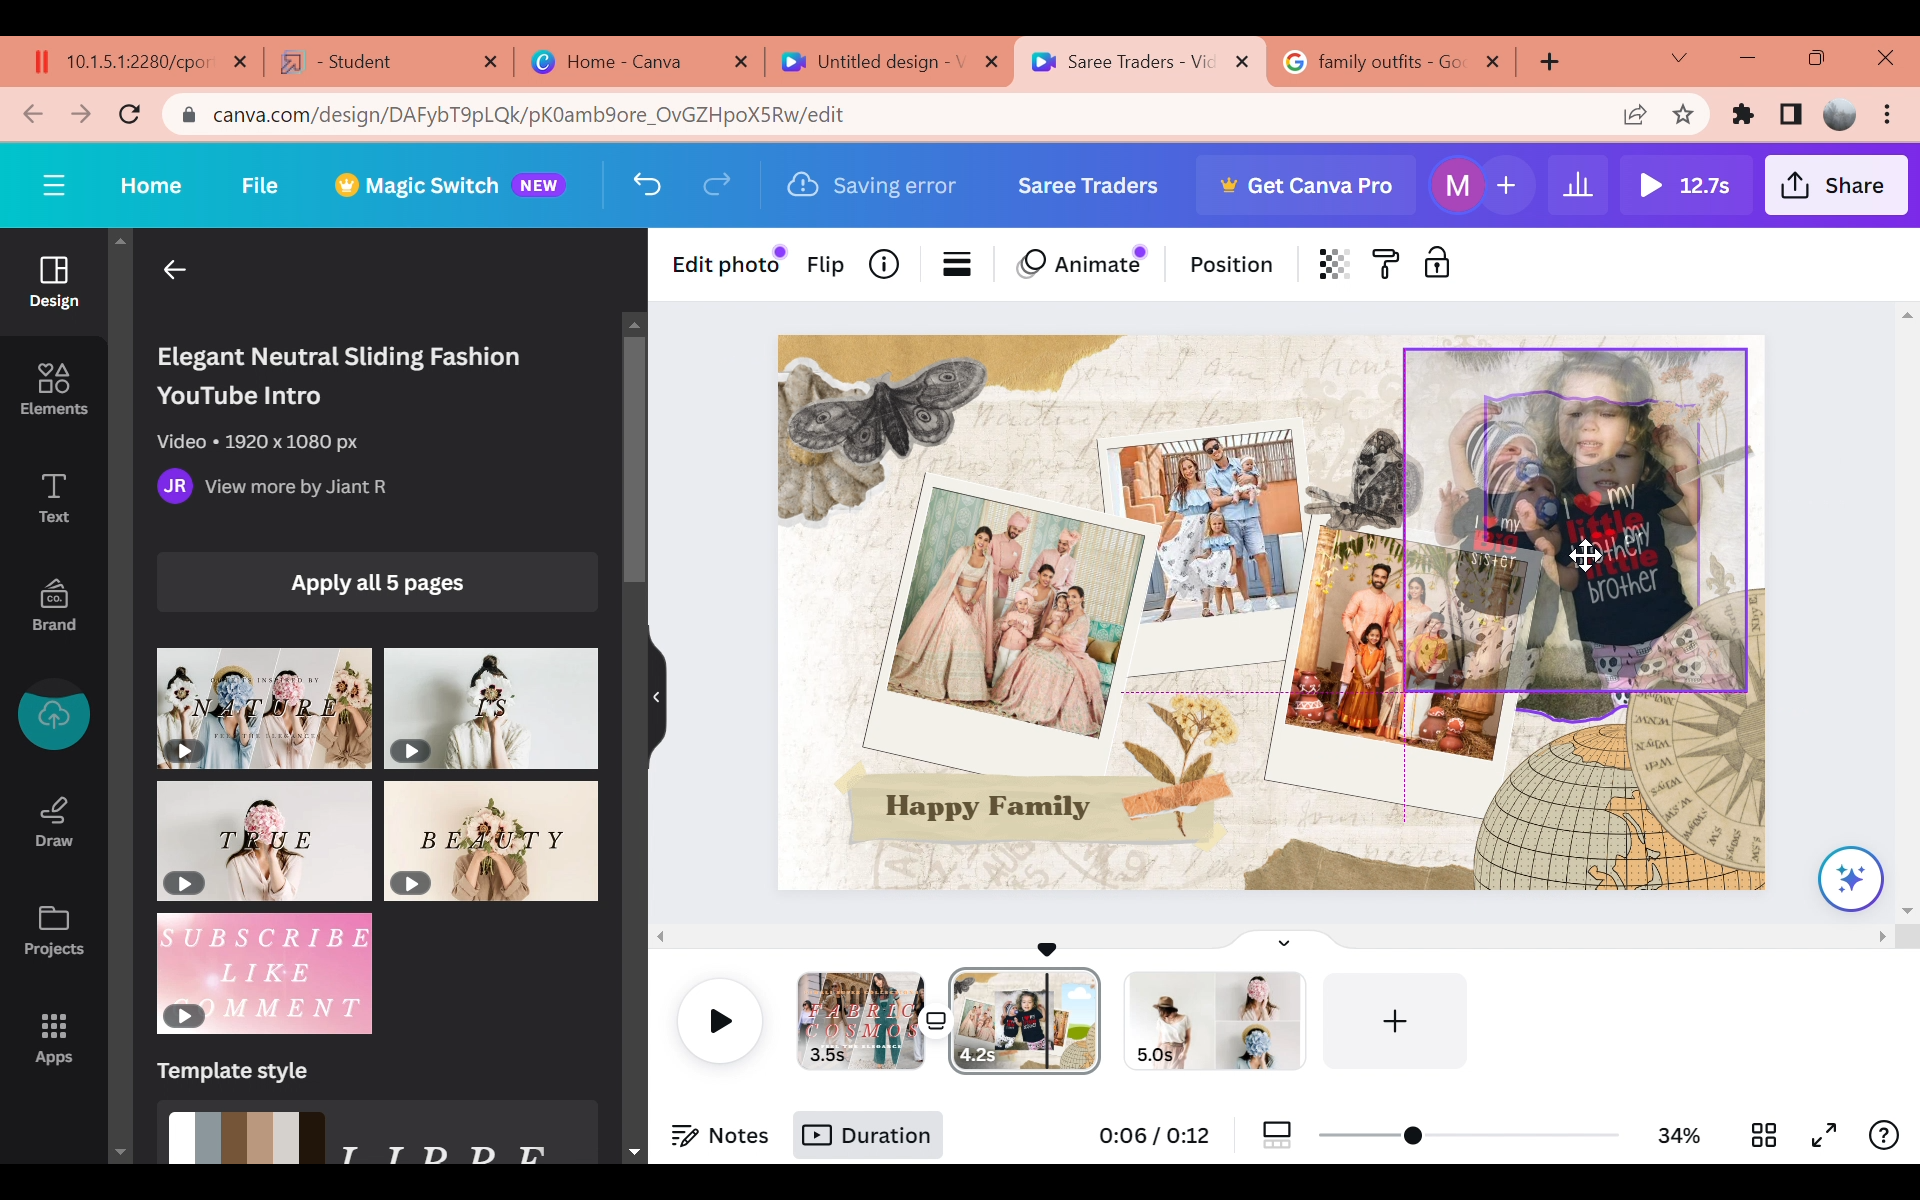 10.1.5.1:2280/cpor
- Student
Home - Canva
Untitled design - V
Saree Traders - Vid
family outfits - Goo
canva.com/design/DAFybT9pLQk/pK0amb9ore_OvGZHpoX5Rw/edit
Home
File
Magic Switch
NEW
Saving error
Saree Traders
Get Canva Pro
M
12.7s
Share
Design
Elements
Text
Brand
Draw
Projects
Apps
Elegant Neutral Sliding Fashion
YouTube Intro
Video • 1920 x 1080 px
JR
View more by Jiant R
Apply all 5 pages
NATURE
IS
TRUE
BEAUTY
SUBSCRIBE
LIKE
COMMENT
Template style
Edit photo
Flip
Animate
Position
I my
big
sister
I my
little
brother
my
little
brother
Happy Family
FABRIC
COSMOS
3.5s
4.2s
5.0s
Notes
Duration
0:06 / 0:12
34%